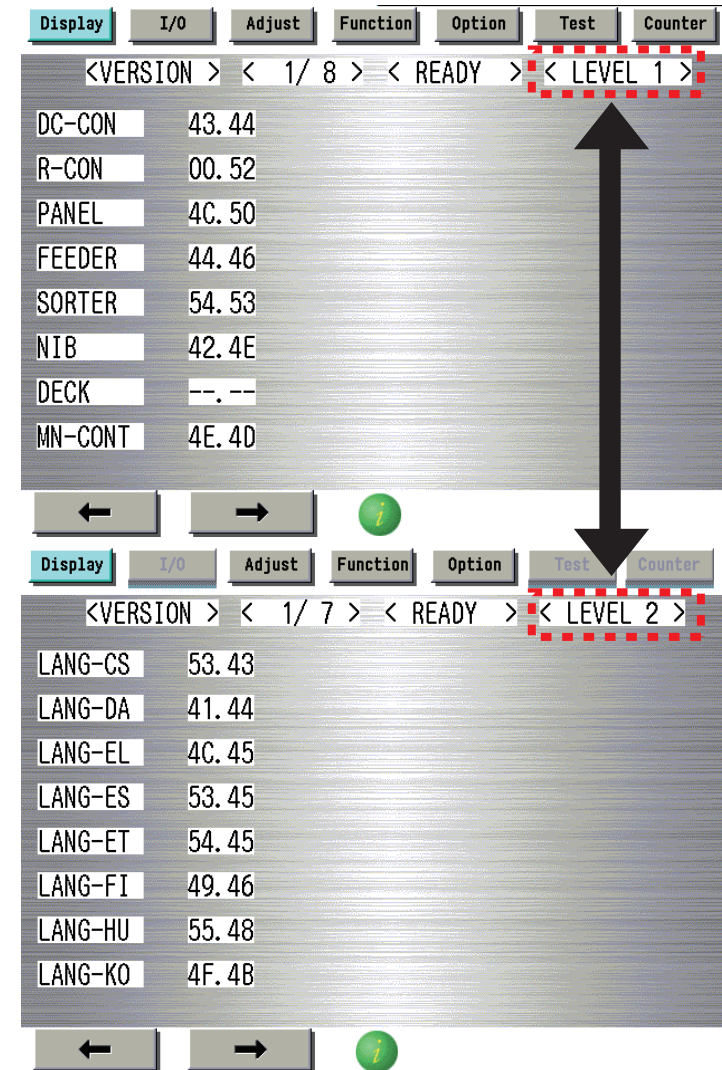 Display I/O Adjust Function Option Test Counter
<VERSION > < 1/ 8 > < READY > < LEVEL 1 >
DC-CON 43.44
R-CON 00.52
PANEL 4C.50
FEEDER 44.46
SORTER 54.53
NIB 42.4E
DECK --.--
MN-CONT 4E.4D
← → i
Display I/O Adjust Function Option Test Counter
<VERSION > < 1/ 7 > < READY > < LEVEL 2 >
LANG-CS 53.43
LANG-DA 41.44
LANG-EL 4C.45
LANG-ES 53.45
LANG-ET 54.45
LANG-FI 49.46
LANG-HU 55.48
LANG-KO 4F.4B
← → i